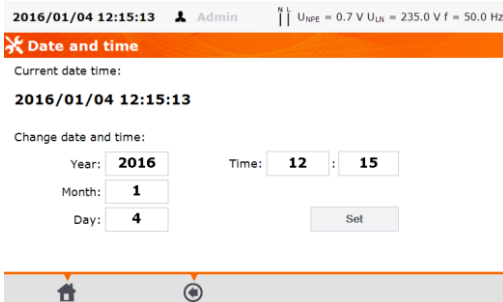 2016/01/04 12:15:13 Admin N L UNPE = 0.7 V ULN = 235.0 V f = 50.0 Hz
Date and time
Current date time:
2016/01/04 12:15:13
Change date and time:
Year: 2016 Time: 12 : 15
Month: 1
Day: 4 Set